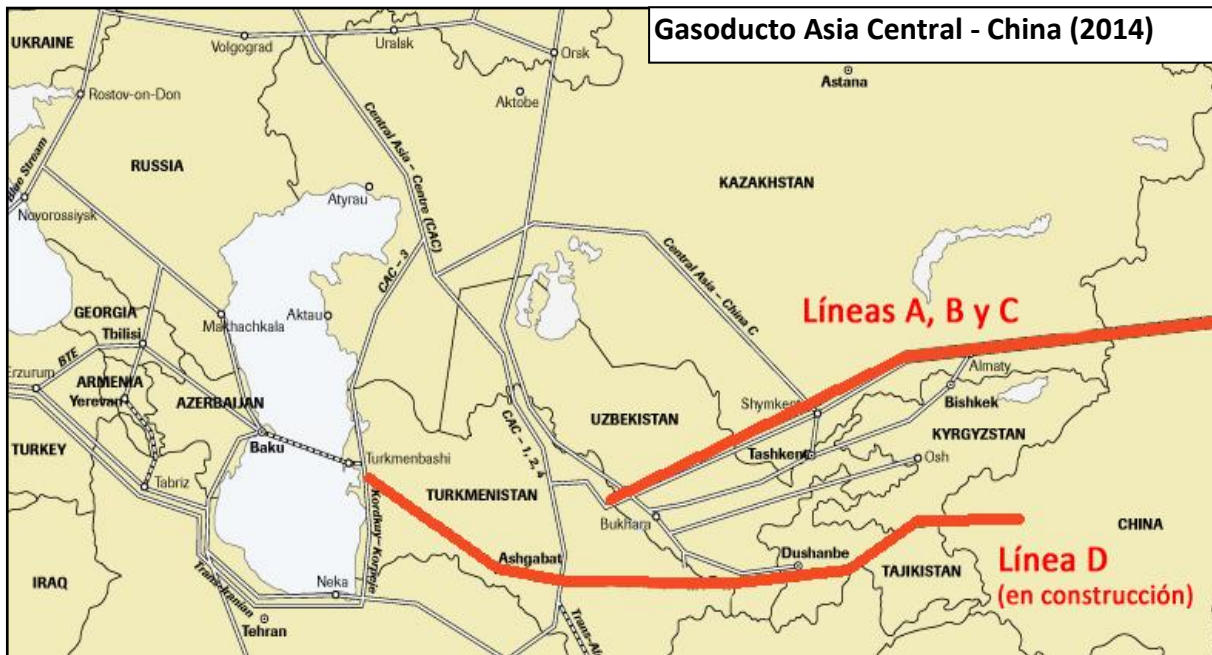 Gasoducto Asia Central - China (2014)
UKRAINE
Volgograd
Uralsk
Orsk
Astana
Rostov-on-Don
Aktobe
Blue Stream
RUSSIA
Central Asia – Centre (CAC)
KAZAKHSTAN
Atyrau
Novorossiysk
CAC – 3
Central Asia – China C
GEORGIA
Tbilisi
Makhachkala
Aktau
Líneas A, B y C
BTE
Erzurum
ARMENIA
Yerevan
AZERBAIJAN
Almaty
Bishkek
Shymkent
UZBEKISTAN
KYRGYZSTAN
CAC – 1, 2, 4
TURKEY
Baku
Turkmenbashi
Tashkent
Osh
Tabriz
TURKMENISTAN
Kordkuy–Korpeje
Bukhara
CHINA
Ashgabat
Dushanbe
TAJIKISTAN
Línea D
(en construcción)
IRAQ
Trans-Iranian
Neka
Tehran